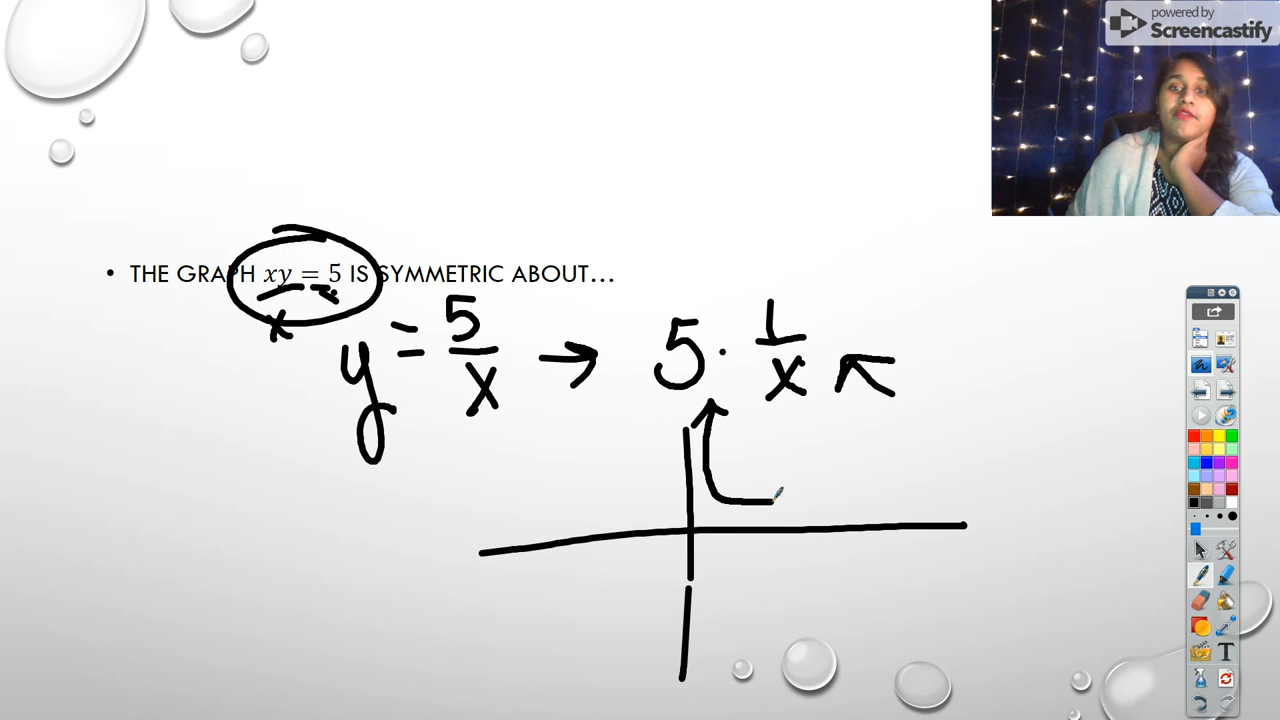 powered by
Screencastify
• THE GRAPH xy = 5 IS SYMMETRIC ABOUT…
x
y = 5/x → 5 · 1/x
T